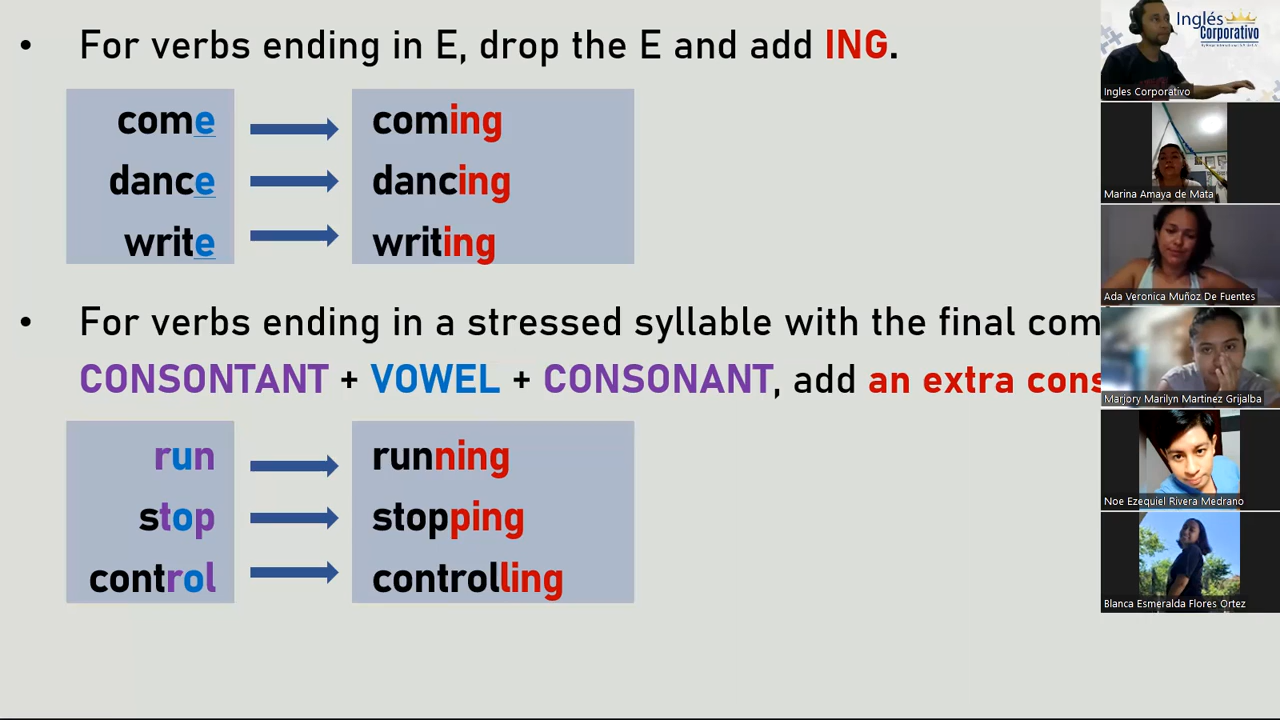 • For verbs ending in E, drop the E and add ING.
come coming
dance dancing
write writing
• For verbs ending in a stressed syllable with the final com
CONSONTANT + VOWEL + CONSONANT, add an extra cons
run running
stop stopping
control controlling
Inglés
Corporativo
Ingles Corporativo
Marina Amaya de Mata
Ada Veronica Muñoz De Fuentes
Marjory Marilyn Martinez Grijalba
Noe Ezequiel Rivera Medrano
Blanca Esmeralda Flores Ortez